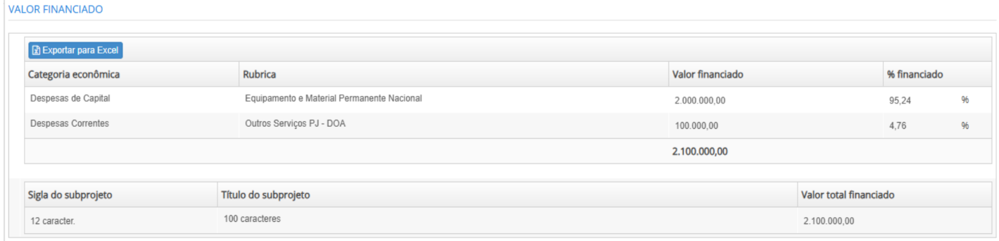 VALOR FINANCIADO
Exportar para Excel
Categoria econômica Rubrica Valor financiado % financiado
Despesas de Capital Equipamento e Material Permanente Nacional 2.000.000,00 95,24 %
Despesas Correntes Outros Serviços PJ - DOA 100.000,00 4,76 %
2.100.000,00
Sigla do subprojeto Título do subprojeto Valor total financiado
12 caracter. 100 caracteres 2.100.000,00